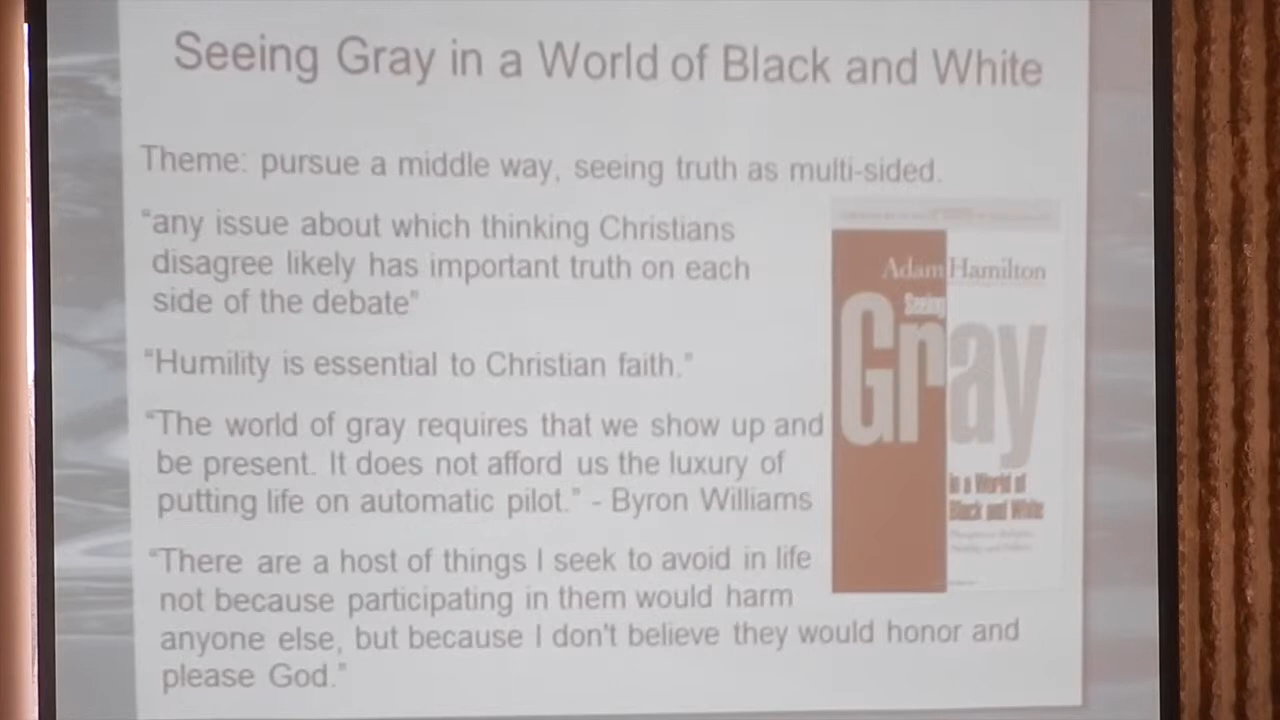 Seeing Gray in a World of Black and White
Theme: pursue a middle way, seeing truth as multi-sided.
“any issue about which thinking Christians
disagree likely has important truth on each
side of the debate”
“Humility is essential to Christian faith.”
“The world of gray requires that we show up and
be present. It does not afford us the luxury of
putting life on automatic pilot.” - Byron Williams
“There are a host of things I seek to avoid in life
not because participating in them would harm
anyone else, but because I don't believe they would honor and
please God.”
Adam Hamilton
Seeing
Gray
in a World of
Black and White